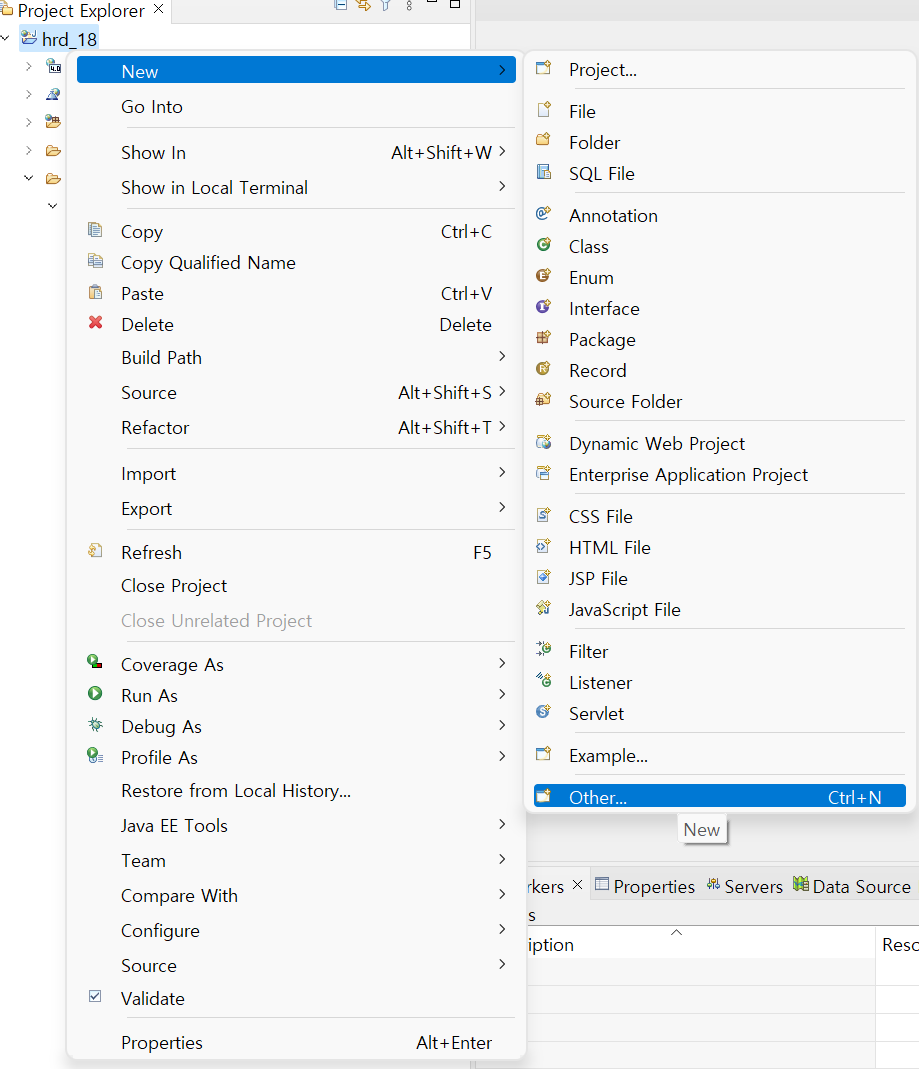 Project Explorer
hrd_18
New
Go Into
Show In Alt+Shift+W
Show in Local Terminal
Copy Ctrl+C
Copy Qualified Name
Paste Ctrl+V
Delete Delete
Build Path
Source Alt+Shift+S
Refactor Alt+Shift+T
Import
Export
Refresh F5
Close Project
Close Unrelated Project
Coverage As
Run As
Debug As
Profile As
Restore from Local History...
Java EE Tools
Team
Compare With
Configure
Source
Validate
Properties Alt+Enter
Project...
File
Folder
SQL File
Annotation
Class
Enum
Interface
Package
Record
Source Folder
Dynamic Web Project
Enterprise Application Project
CSS File
HTML File
JSP File
JavaScript File
Filter
Listener
Servlet
Example...
Other... Ctrl+N
New
rkers Properties Servers Data Source
s
iption Reso